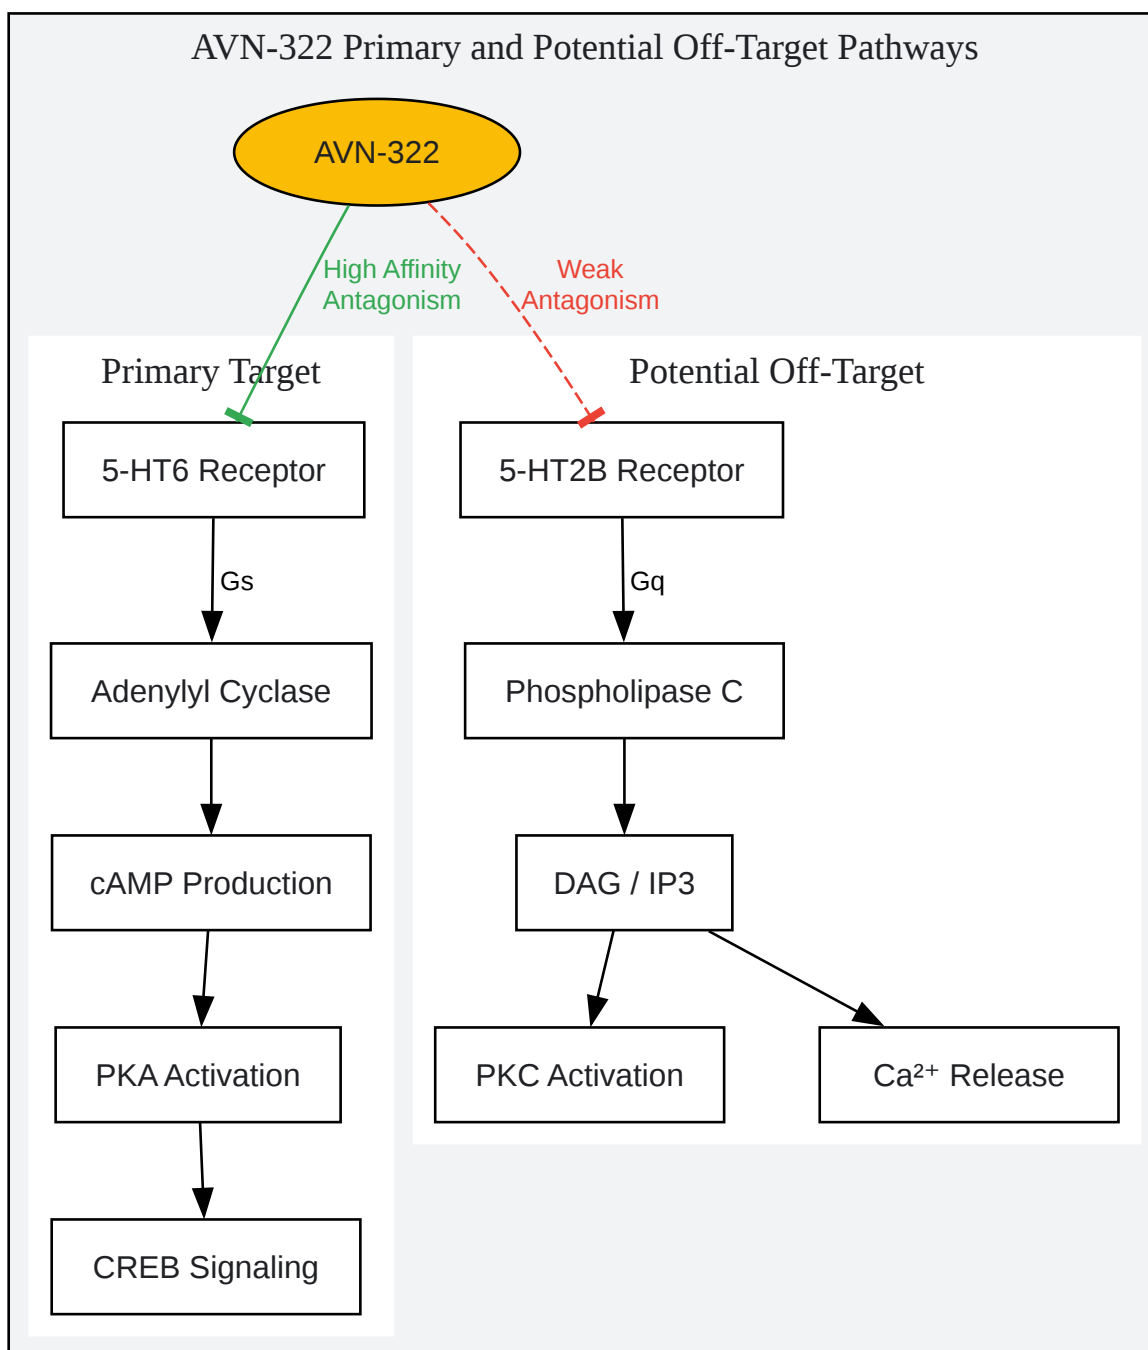 AVN-322 Primary and Potential Off-Target Pathways
AVN-322
High Affinity
Antagonism
Weak
Antagonism
Primary Target
5-HT6 Receptor
Gs
Adenylyl Cyclase
cAMP Production
PKA Activation
CREB Signaling
Potential Off-Target
5-HT2B Receptor
Gq
Phospholipase C
DAG / IP3
PKC Activation
Ca²⁺ Release